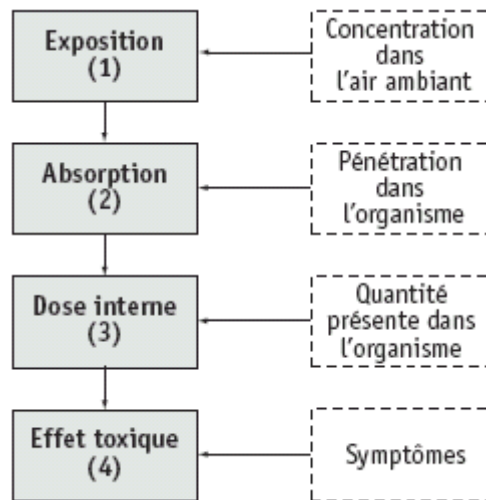 Exposition
(1)
Concentration
dans
l'air ambiant
Absorption
(2)
Pénétration
dans
l'organisme
Dose interne
(3)
Quantité
présente dans
l'organisme
Effet toxique
(4)
Symptômes